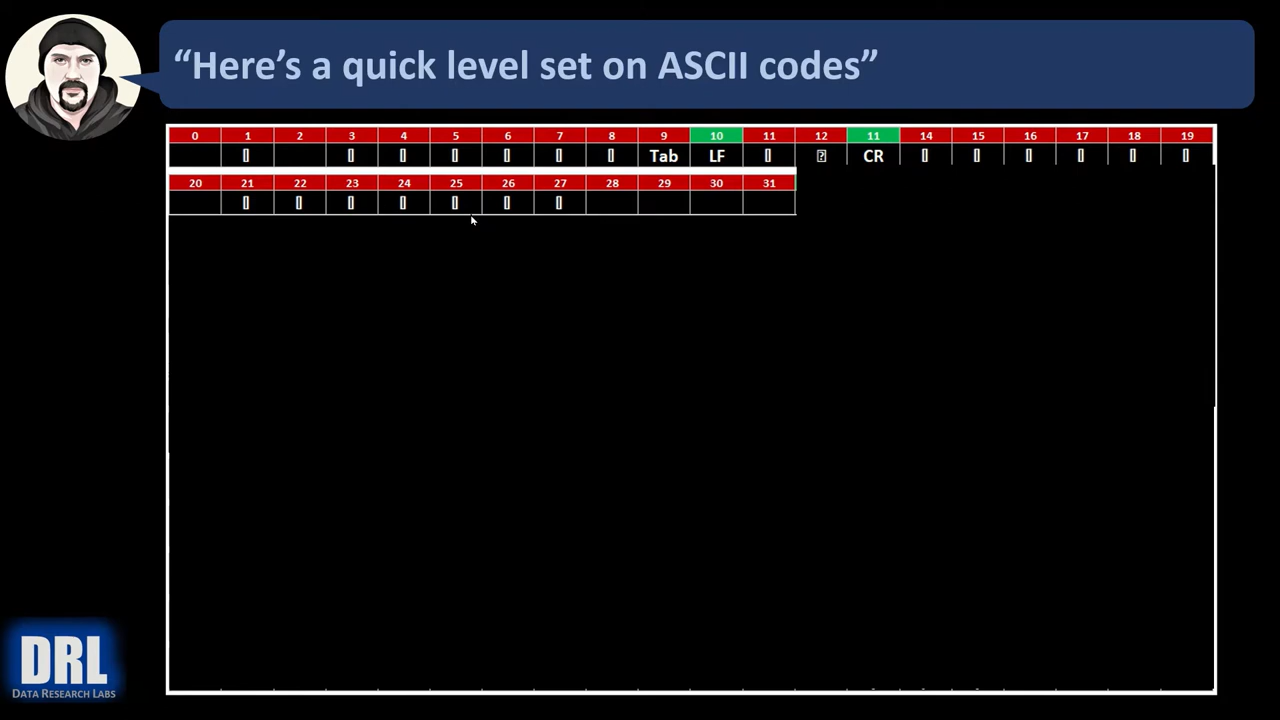 “Here’s a quick level set on ASCII codes”
0 1 2 3 4 5 6 7 8 9 10 11 12 11 14 15 16 17 18 19
Tab LF CR
20 21 22 23 24 25 26 27 28 29 30 31
DRL
DATA RESEARCH LABS